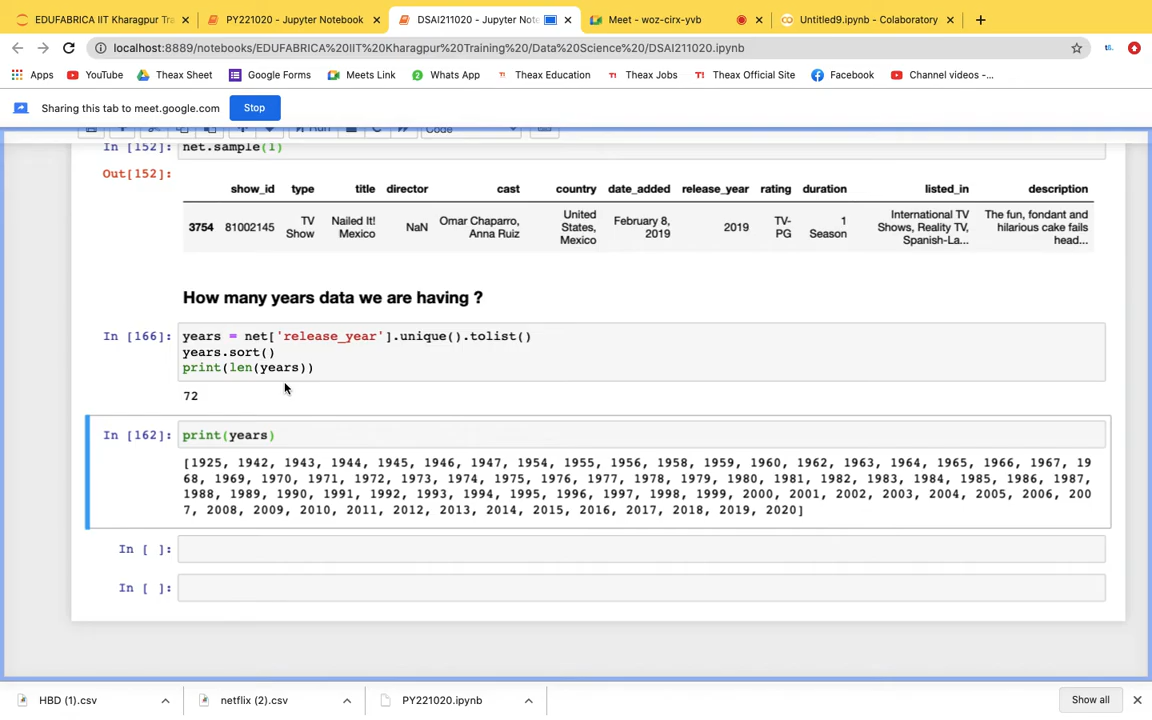 EDUFABRICA IIT Kharagpur Tra
PY221020 - Jupyter Notebook
DSAI211020 - Jupyter Note
Meet - woz-cirx-yvb
Untitled9.ipynb - Colaboratory
localhost:8889/notebooks/EDUFABRICA%20IIT%20Kharagpur%20Training%20/Data%20Science%20/DSAI211020.ipynb
Apps YouTube Theax Sheet Google Forms Meets Link Whats App Theax Education Theax Jobs Theax Official Site Facebook Channel videos -...
Sharing this tab to meet.google.com Stop
Run Code
In [152]: net.sample(1)
Out[152]:
show_id type title director cast country date_added release_year rating duration listed_in description
3754 81002145 TV Show Nailed It! Mexico NaN Omar Chaparro, Anna Ruiz United States, Mexico February 8, 2019 2019 TV-PG 1 Season International TV Shows, Reality TV, Spanish-La... The fun, fondant and hilarious cake fails head...
How many years data we are having ?
In [166]: years = net['release_year'].unique().tolist()
years.sort()
print(len(years))
72
In [162]: print(years)
[1925, 1942, 1943, 1944, 1945, 1946, 1947, 1954, 1955, 1956, 1958, 1959, 1960, 1962, 1963, 1964, 1965, 1966, 1967, 19
68, 1969, 1970, 1971, 1972, 1973, 1974, 1975, 1976, 1977, 1978, 1979, 1980, 1981, 1982, 1983, 1984, 1985, 1986, 1987,
1988, 1989, 1990, 1991, 1992, 1993, 1994, 1995, 1996, 1997, 1998, 1999, 2000, 2001, 2002, 2003, 2004, 2005, 2006, 200
7, 2008, 2009, 2010, 2011, 2012, 2013, 2014, 2015, 2016, 2017, 2018, 2019, 2020]
In [ ]:
In [ ]:
HBD (1).csv netflix (2).csv PY221020.ipynb Show all